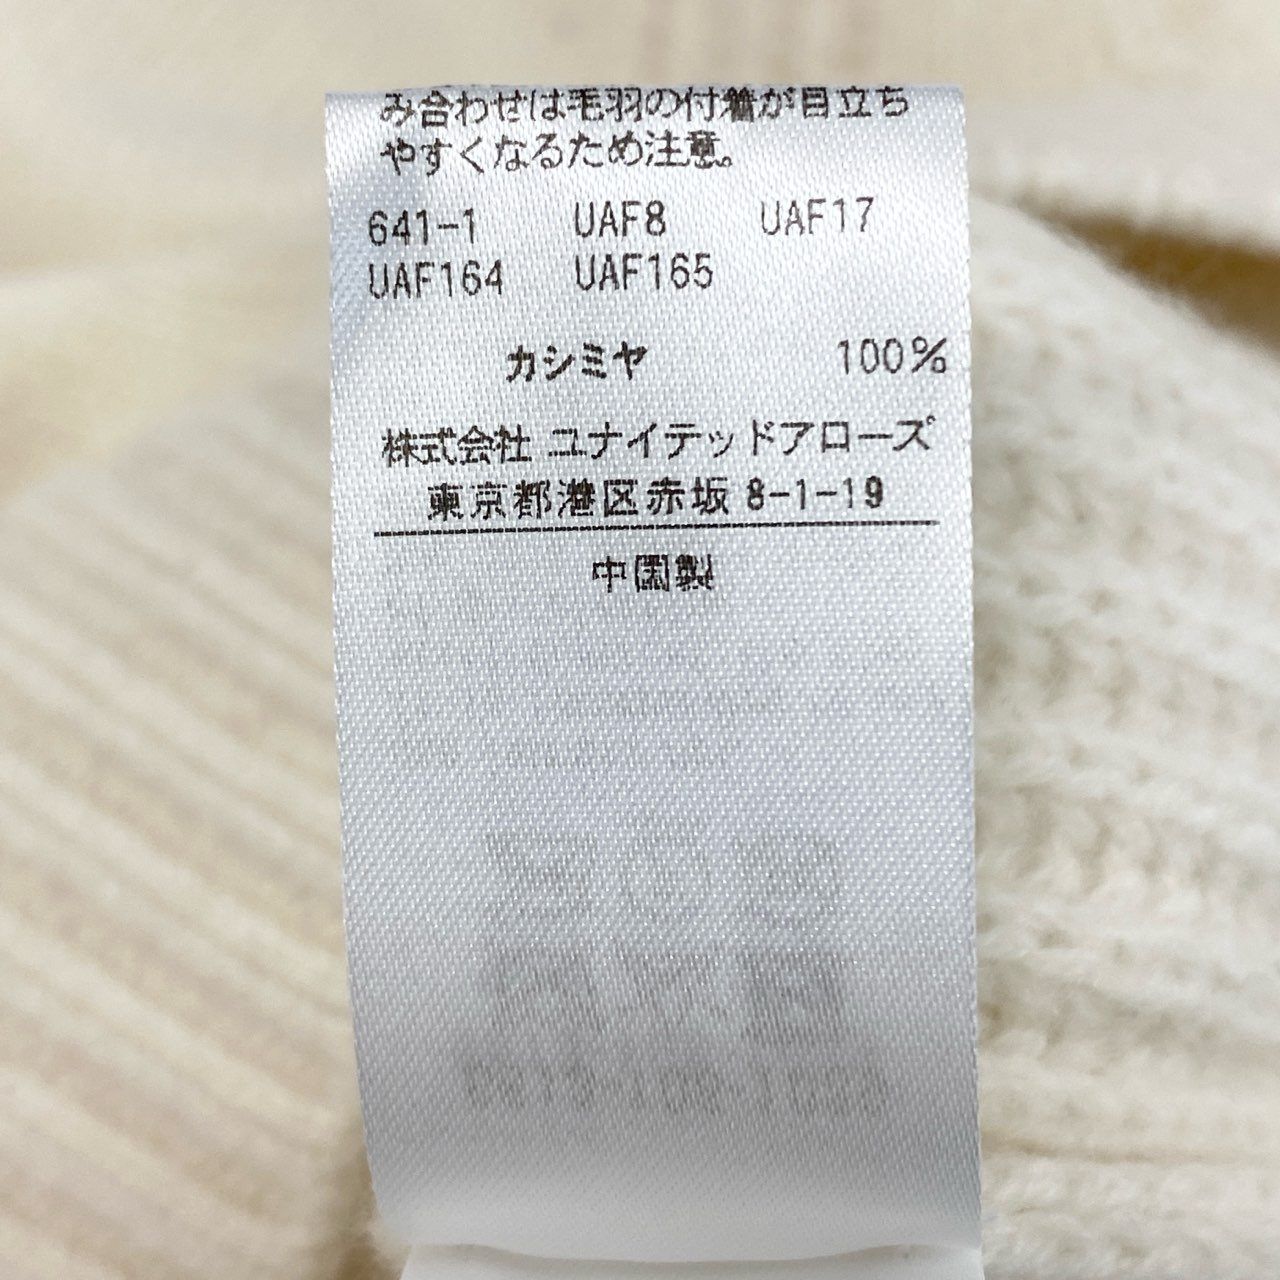 み合わせは毛羽の付着が目立ち
やすくなるため注意。
641-1 UAF8 UAF17
UAF164 UAF165
カシミヤ 100%
株式会社 ユナイテッドアローズ
東京都港区赤坂 8-1-19
中国製